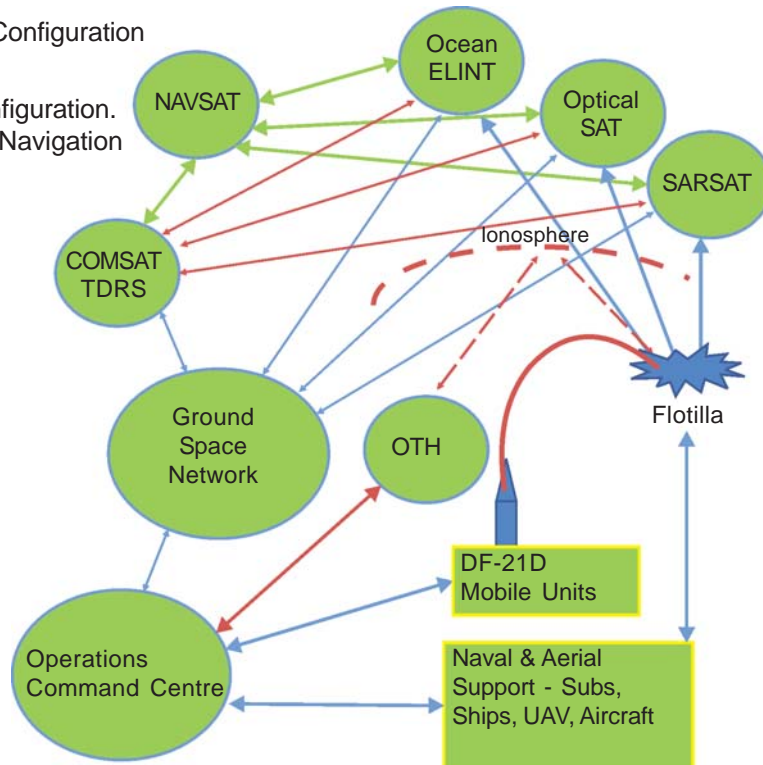 Configuration
nfiguration.
Navigation
Ocean
ELINT
NAVSAT
Optical
SAT
SARSAT
Ionosphere
COMSAT
TDRS
Ground
Space
Network
OTH
Flotilla
DF-21D
Mobile Units
Operations
Command Centre
Naval & Aerial
Support - Subs,
Ships, UAV, Aircraft